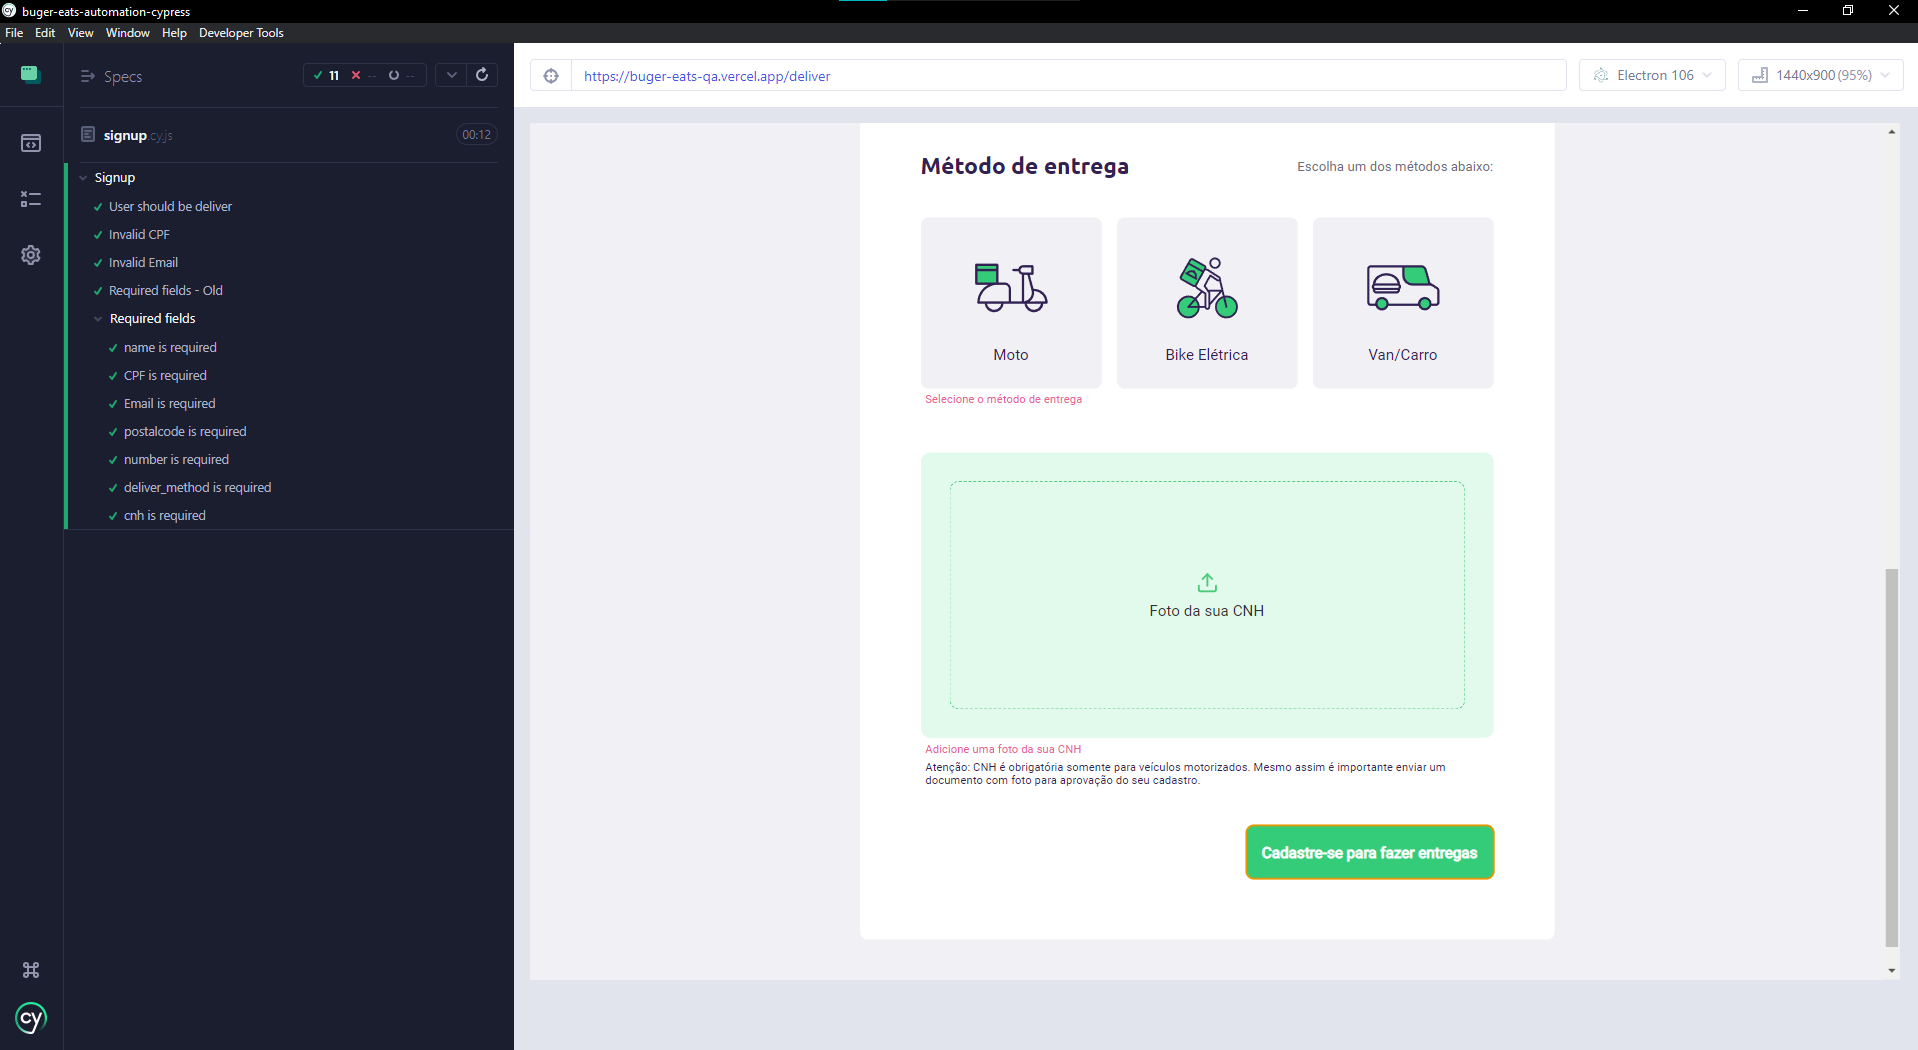 buger-eats-automation-cypress
File Edit View Window Help Developer Tools
Specs
11 -- --
signup.cy.js
00:12
Signup
User should be deliver
Invalid CPF
Invalid Email
Required fields - Old
Required fields
name is required
CPF is required
Email is required
postalcode is required
number is required
deliver_method is required
cnh is required
cy
https://buger-eats-qa.vercel.app/deliver
Electron 106
1440x900 (95%)
Método de entrega
Escolha um dos métodos abaixo:
Moto
Bike Elétrica
Van/Carro
Selecione o método de entrega
Foto da sua CNH
Adicione uma foto da sua CNH
Atenção: CNH é obrigatória somente para veículos motorizados. Mesmo assim é importante enviar um
documento com foto para aprovação do seu cadastro.
Cadastre-se para fazer entregas